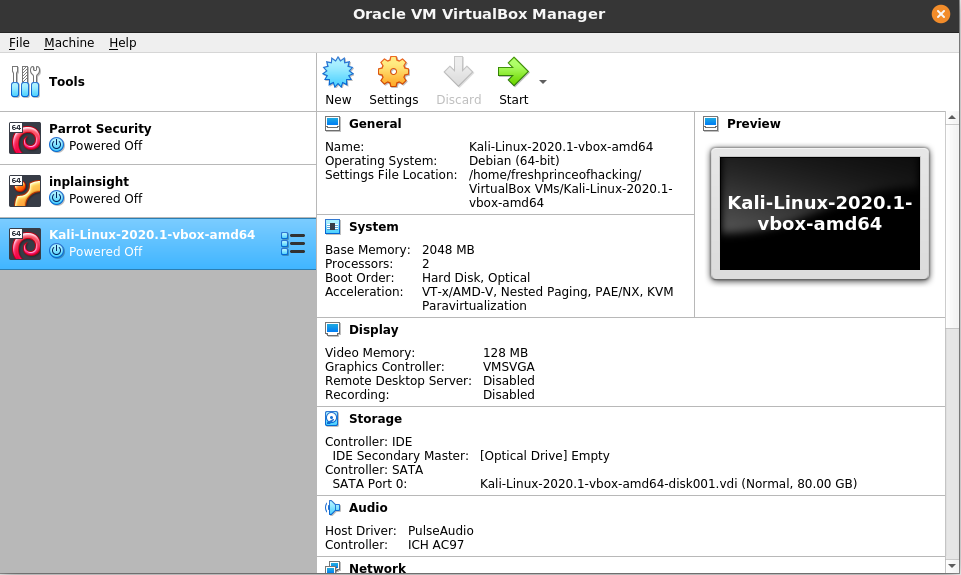 Oracle VM VirtualBox Manager
File Machine Help
Tools
New Settings Discard Start
64
Parrot Security
Powered Off
64
inplainsight
Powered Off
64
Kali-Linux-2020.1-vbox-amd64
Powered Off
General
Name: Kali-Linux-2020.1-vbox-amd64
Operating System: Debian (64-bit)
Settings File Location: /home/freshprinceofhacking/
VirtualBox VMs/Kali-Linux-2020.1-
vbox-amd64
Preview
Kali-Linux-2020.1-
vbox-amd64
System
Base Memory: 2048 MB
Processors: 2
Boot Order: Hard Disk, Optical
Acceleration: VT-x/AMD-V, Nested Paging, PAE/NX, KVM
Paravirtualization
Display
Video Memory: 128 MB
Graphics Controller: VMSVGA
Remote Desktop Server: Disabled
Recording: Disabled
Storage
Controller: IDE
IDE Secondary Master: [Optical Drive] Empty
Controller: SATA
SATA Port 0: Kali-Linux-2020.1-vbox-amd64-disk001.vdi (Normal, 80.00 GB)
Audio
Host Driver: PulseAudio
Controller: ICH AC97
Network